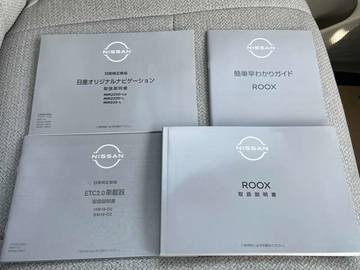 NISSAN
日産純正部品
日産オリジナルナビゲーション
取扱説明書
NISSAN
簡単早わかりガイド
ROOX
NISSAN
日産純正部品
ETC2.0車載器
取扱説明書
NISSAN
ROOX
取扱説明書